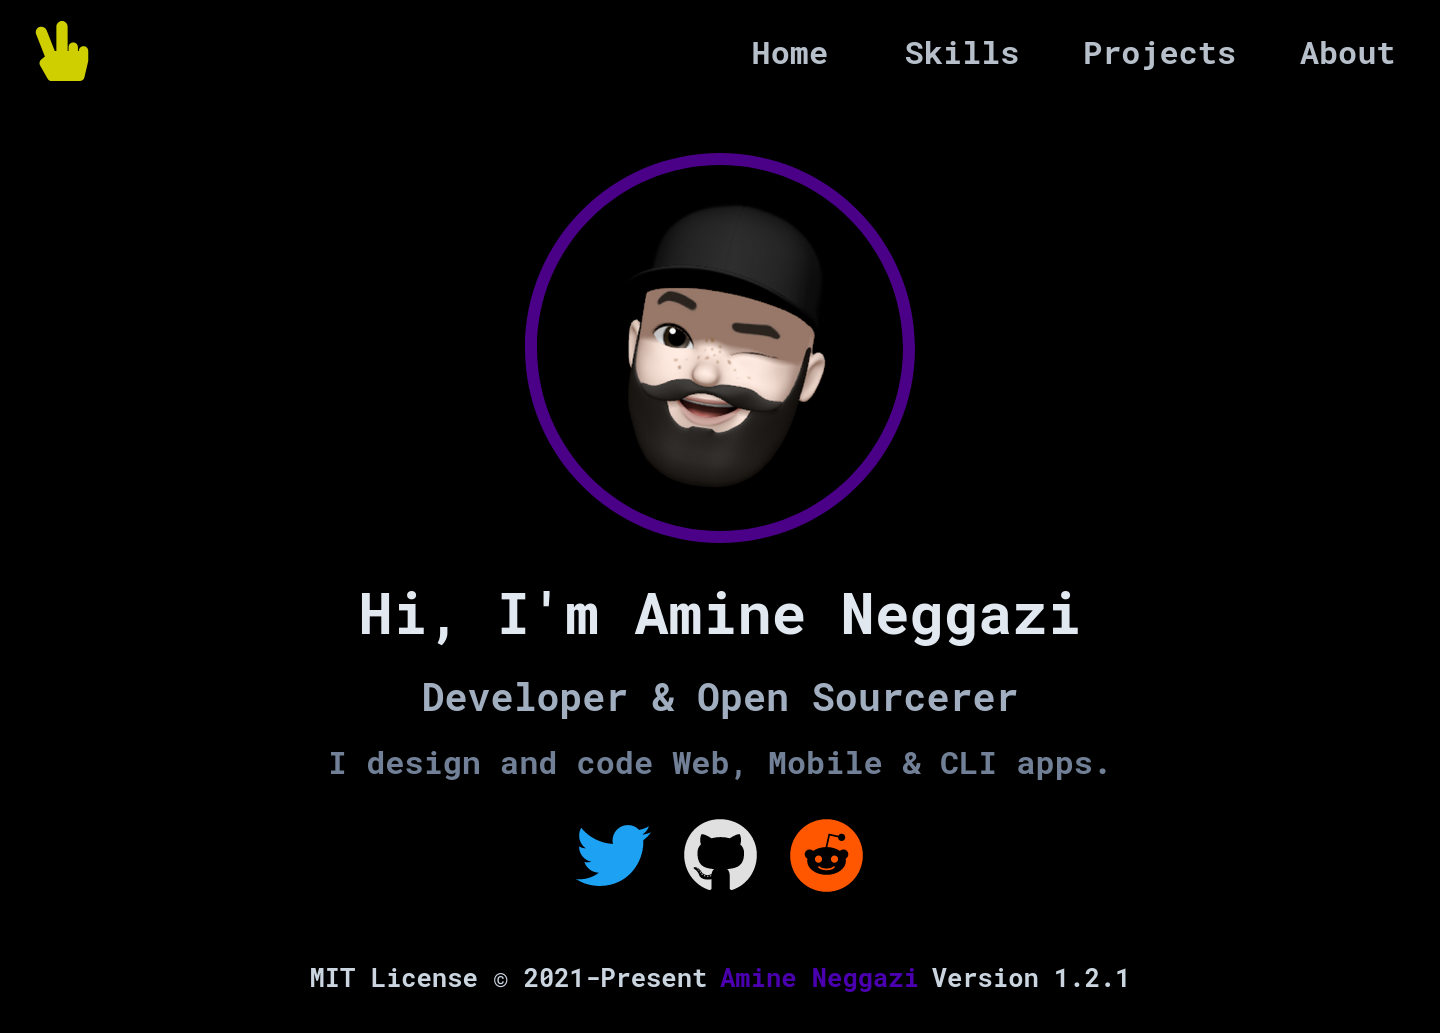 Home Skills Projects About
Hi, I'm Amine Neggazi
Developer & Open Sourcerer
I design and code Web, Mobile & CLI apps.
MIT License © 2021-Present Amine Neggazi Version 1.2.1